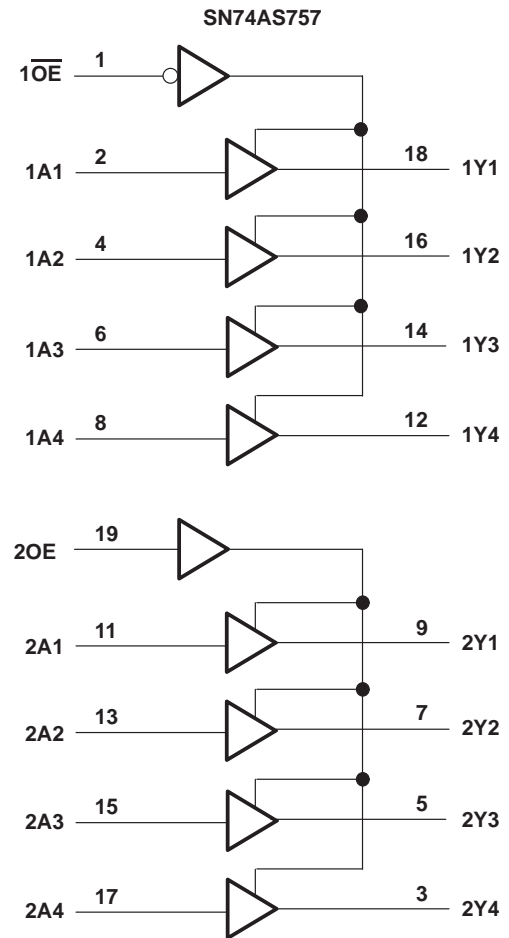 SN74AS757
1O̅E̅ 1
1A1 2 18 1Y1
1A2 4 16 1Y2
1A3 6 14 1Y3
1A4 8 12 1Y4
2OE 19
2A1 11 9 2Y1
2A2 13 7 2Y2
2A3 15 5 2Y3
2A4 17 3 2Y4